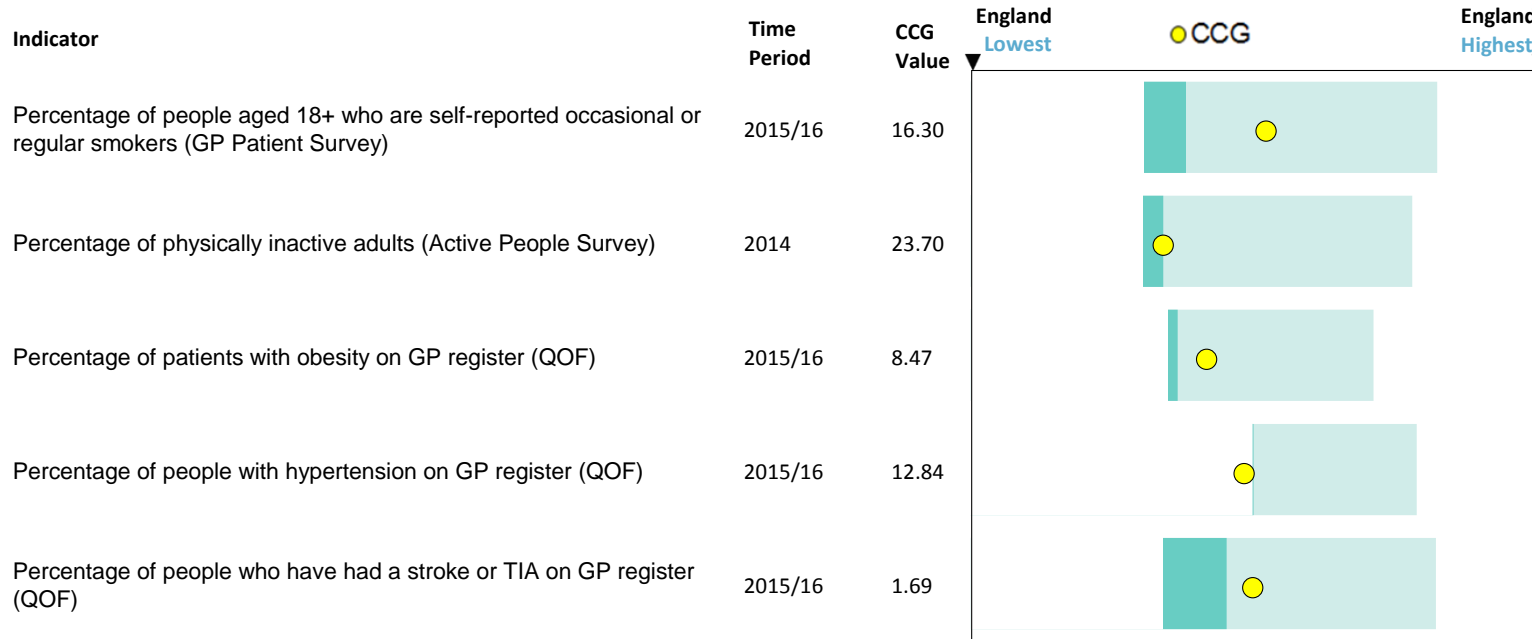 Indicator
Time
Period
CCG
Value
England
Lowest
CCG
England
Highest
Percentage of people aged 18+ who are self-reported occasional or
regular smokers (GP Patient Survey)
2015/16
16.30
Percentage of physically inactive adults (Active People Survey)
2014
23.70
Percentage of patients with obesity on GP register (QOF)
2015/16
8.47
Percentage of people with hypertension on GP register (QOF)
2015/16
12.84
Percentage of people who have had a stroke or TIA on GP register
(QOF)
2015/16
1.69